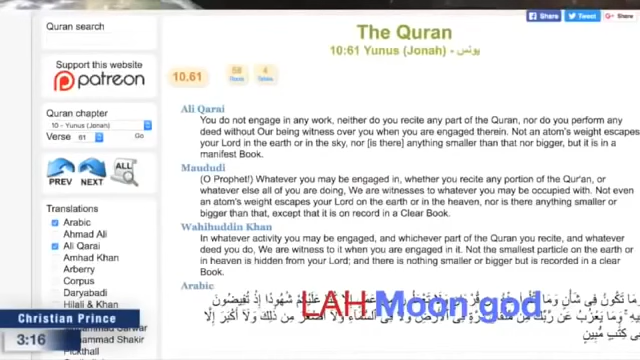 Quran search
Share
Tweet
Share
The Quran
10:61 Yunus (Jonah) - يونس
Support this website
patreon
10.61
58
4
Quran chapter
10 - Yunus (Jonah)
Verse 61 Go
PREV NEXT ALL
Translations
Arabic
Ahmad Ali
Ali Qarai
Amhad Khan
Arberry
Corpus
Daryabadi
Hilali & Khan
Muhammad Shakir
Pickthall
Ali Qarai
You do not engage in any work, neither do you recite any part of the Quran, nor do you perform any
deed without Our being witness over you when you are engaged therein. Not an atom's weight escapes
your Lord in the earth or in the sky, nor [is there] anything smaller than that nor bigger, but it is in a
manifest Book.
Maududi
(O Prophet!) Whatever you may be engaged in, whether you recite any portion of the Qur'an, or
whatever else all of you are doing, We are witnesses to whatever you may be occupied with. Not even
an atom's weight escapes your Lord on the earth or in the heaven, nor is there anything smaller or
bigger than that, except that it is on record in a Clear Book.
Wahihuddin Khan
In whatever activity you may be engaged, and whichever part of the Quran you recite, and whatever
deed you do, We are witness to it when you are engaged in it. Not the smallest particle on the earth or
in heaven is hidden from your Lord; and there is nothing smaller or bigger but is recorded in a clear
Book.
Arabic
LAH Moon god
Christian Prince
3:16